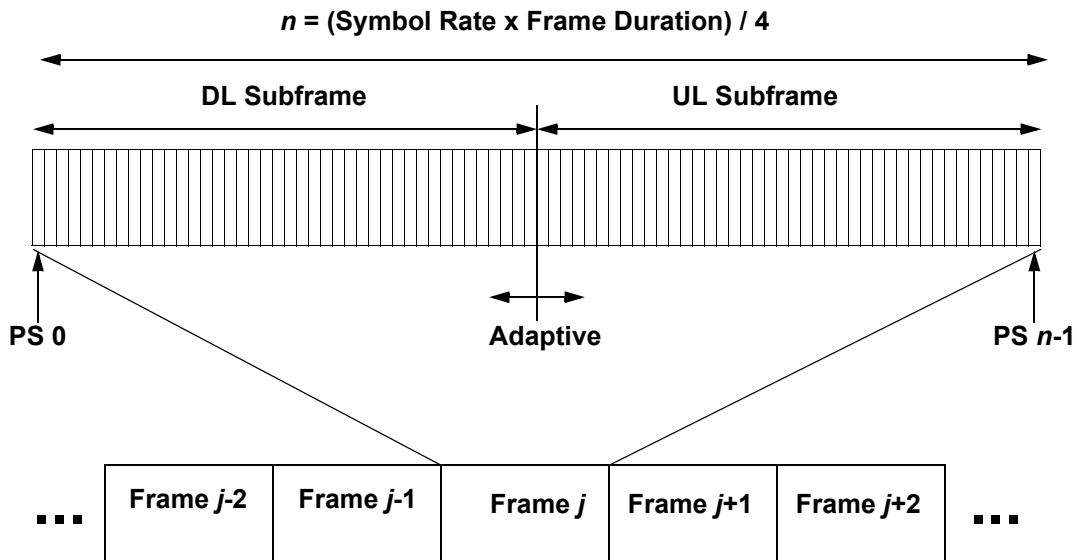 n = (Symbol Rate x Frame Duration) / 4
DL Subframe UL Subframe
PS 0 Adaptive PS n-1
... Frame j-2 Frame j-1 Frame j Frame j+1 Frame j+2 ...